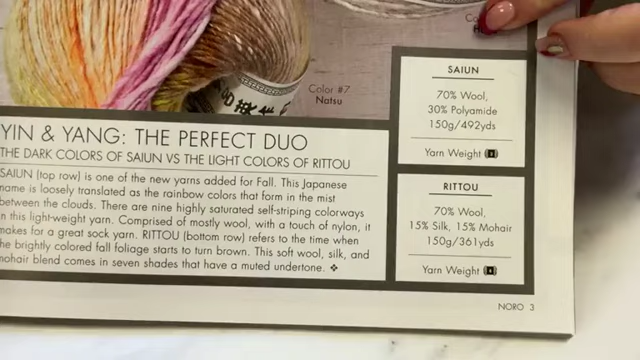 Color #7
Natsu
YIN & YANG: THE PERFECT DUO
THE DARK COLORS OF SAIUN VS THE LIGHT COLORS OF RITTOU
SAIUN (top row) is one of the new yarns added for Fall. This Japanese
name is loosely translated as the rainbow colors that form in the mist
between the clouds. There are nine highly saturated self-striping colorways
in this light-weight yarn. Comprised of mostly wool, with a touch of nylon, it
makes for a great sock yarn. RITTOU (bottom row) refers to the time when
the brightly colored fall foliage starts to turn brown. This soft wool, silk, and
mohair blend comes in seven shades that have a muted undertone. ❖
SAIUN
70% Wool,
30% Polyamide
150g/492yds
Yarn Weight
RITTOU
70% Wool,
15% Silk, 15% Mohair
150g/361yds
Yarn Weight
NORO 3